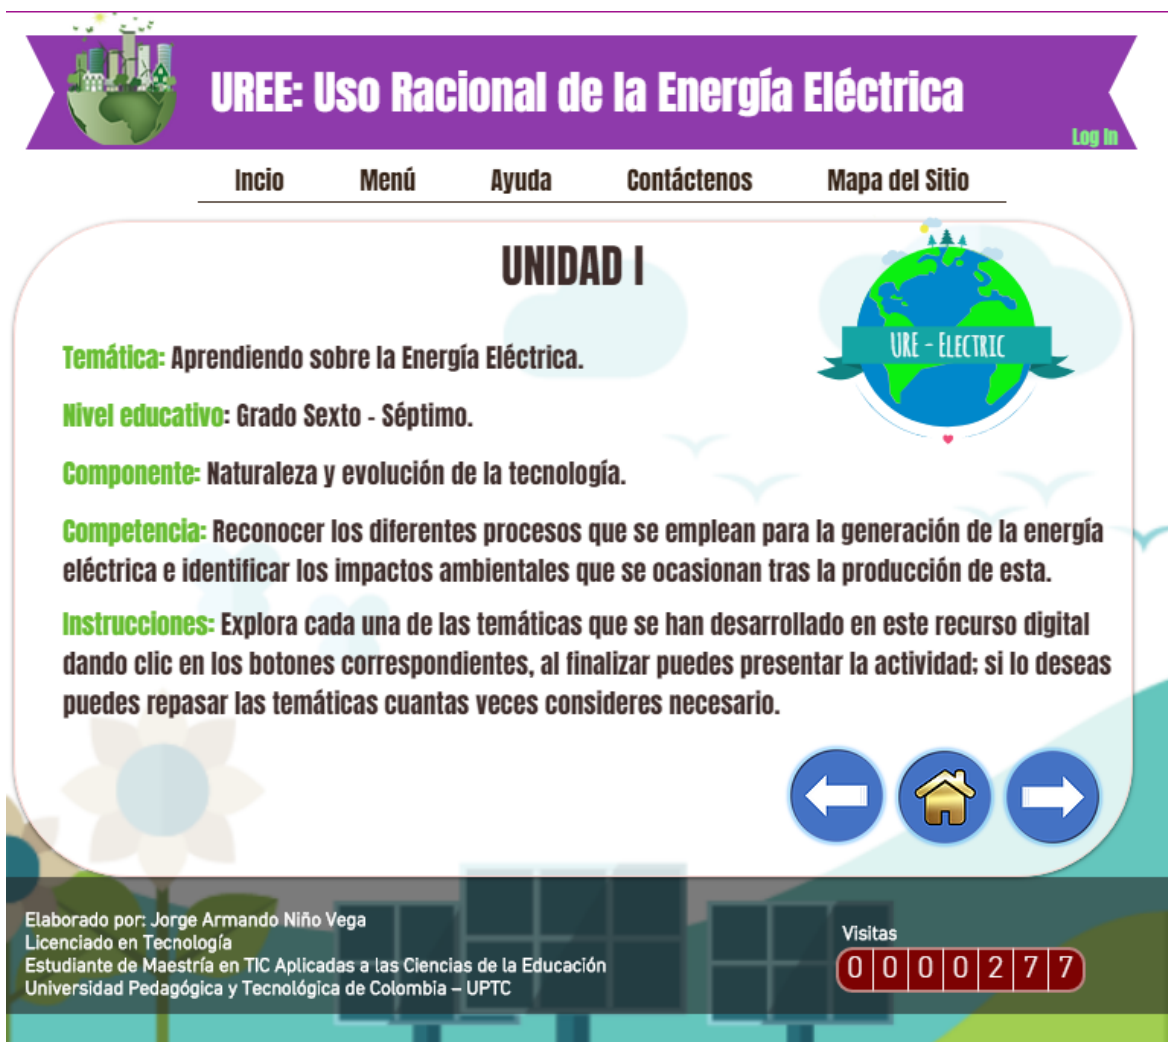 UREE: Uso Racional de la Energía Eléctrica
Log In
Incio Menú Ayuda Contáctenos Mapa del Sitio
UNIDAD I
URE - ELECTRIC
Temática: Aprendiendo sobre la Energía Eléctrica.
Nivel educativo: Grado Sexto - Séptimo.
Componente: Naturaleza y evolución de la tecnología.
Competencia: Reconocer los diferentes procesos que se emplean para la generación de la energía
eléctrica e identificar los impactos ambientales que se ocasionan tras la producción de esta.
Instrucciones: Explora cada una de las temáticas que se han desarrollado en este recurso digital
dando clic en los botones correspondientes, al finalizar puedes presentar la actividad; si lo deseas
puedes repasar las temáticas cuantas veces consideres necesario.
Elaborado por: Jorge Armando Niño Vega
Licenciado en Tecnología
Estudiante de Maestría en TIC Aplicadas a las Ciencias de la Educación
Universidad Pedagógica y Tecnológica de Colombia – UPTC
Visitas
0000277